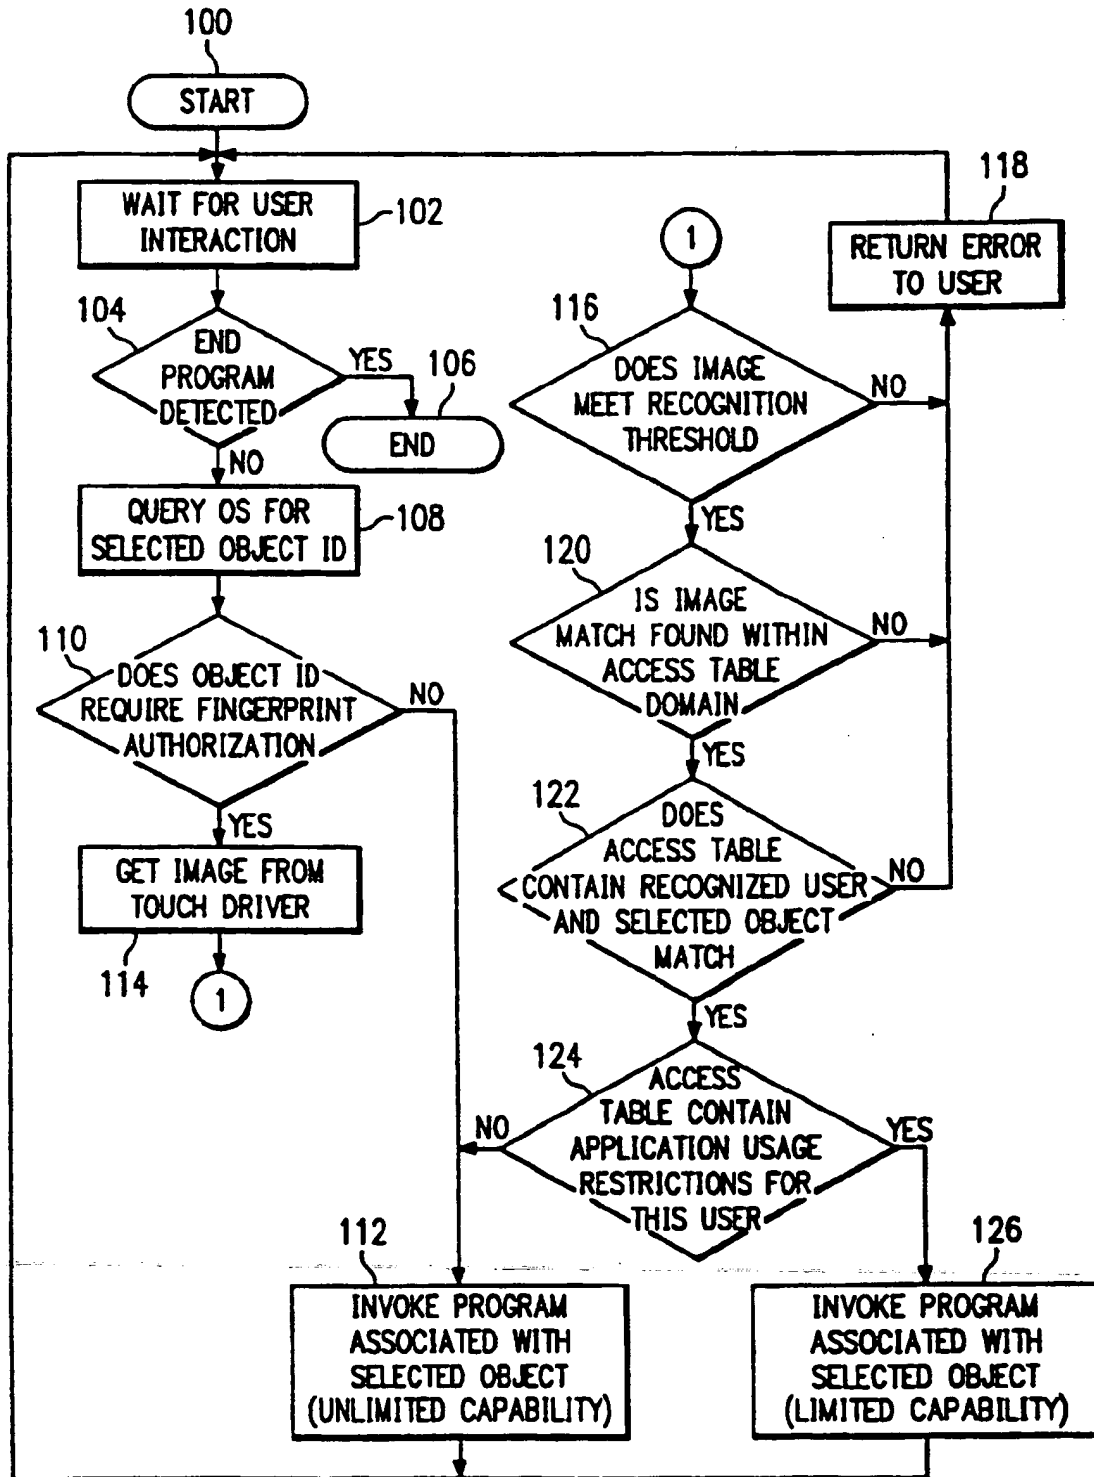 100
START
WAIT FOR USER
INTERACTION
102
104
END
PROGRAM
DETECTED
YES
106
END
NO
QUERY OS FOR
SELECTED OBJECT ID
108
110
DOES OBJECT ID
REQUIRE FINGERPRINT
AUTHORIZATION
NO
YES
GET IMAGE FROM
TOUCH DRIVER
114
1
1
118
RETURN ERROR
TO USER
116
DOES IMAGE
MEET RECOGNITION
THRESHOLD
NO
YES
120
IS IMAGE
MATCH FOUND WITHIN
ACCESS TABLE
DOMAIN
NO
YES
122
DOES
ACCESS TABLE
CONTAIN RECOGNIZED USER
AND SELECTED OBJECT
MATCH
NO
YES
124
ACCESS
TABLE CONTAIN
APPLICATION USAGE
RESTRICTIONS FOR
THIS USER
NO
YES
112
INVOKE PROGRAM
ASSOCIATED WITH
SELECTED OBJECT
(UNLIMITED CAPABILITY)
126
INVOKE PROGRAM
ASSOCIATED WITH
SELECTED OBJECT
(LIMITED CAPABILITY)